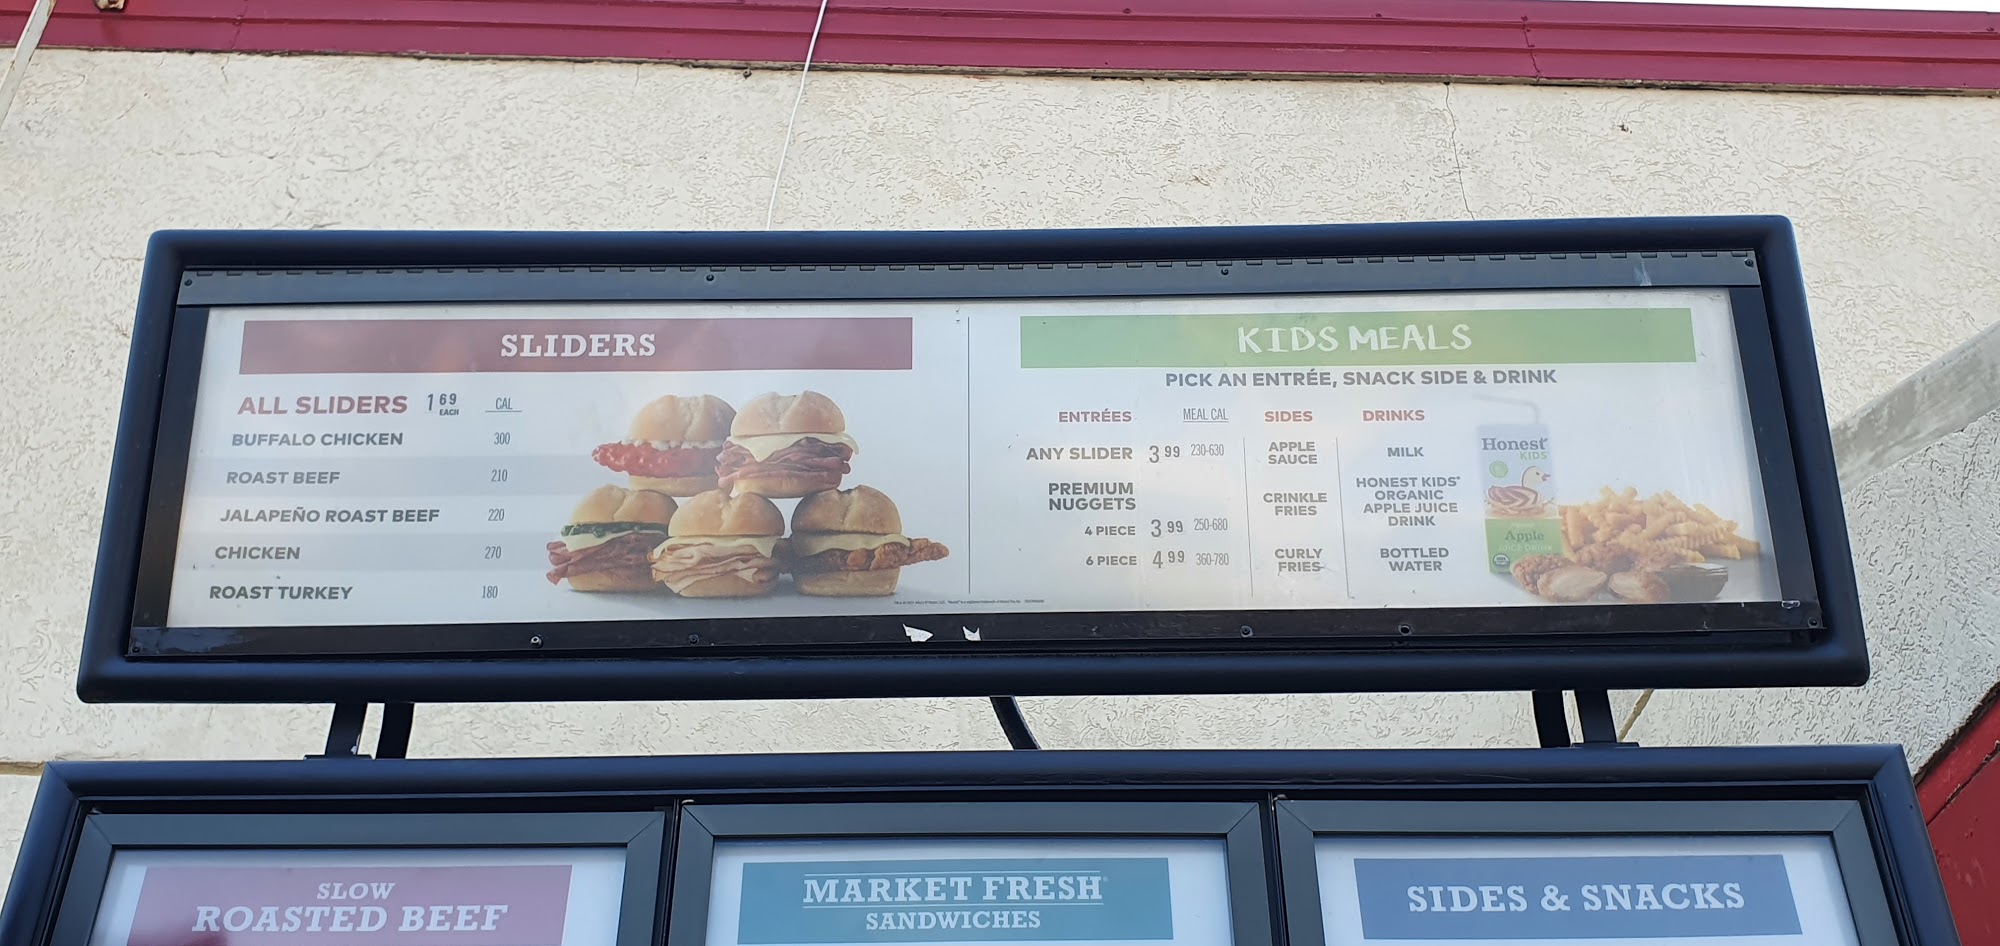 SLIDERS
ALL SLIDERS 1 69 EACH CAL
BUFFALO CHICKEN 300
ROAST BEEF 210
JALAPEÑO ROAST BEEF 220
CHICKEN 270
ROAST TURKEY 180
KIDS MEALS
PICK AN ENTRÉE, SNACK SIDE & DRINK
ENTRÉES MEAL CAL
ANY SLIDER 3 99 230-630
PREMIUM
NUGGETS
4 PIECE 3 99 250-680
6 PIECE 4 99 360-780
SIDES
APPLE
SAUCE
CRINKLE
FRIES
CURLY
FRIES
DRINKS
MILK
HONEST KIDS®
ORGANIC
APPLE JUICE
DRINK
BOTTLED
WATER
Honest
KIDS
Apple
JUICE DRINK
SLOW
ROASTED BEEF
MARKET FRESH®
SANDWICHES
SIDES & SNACKS